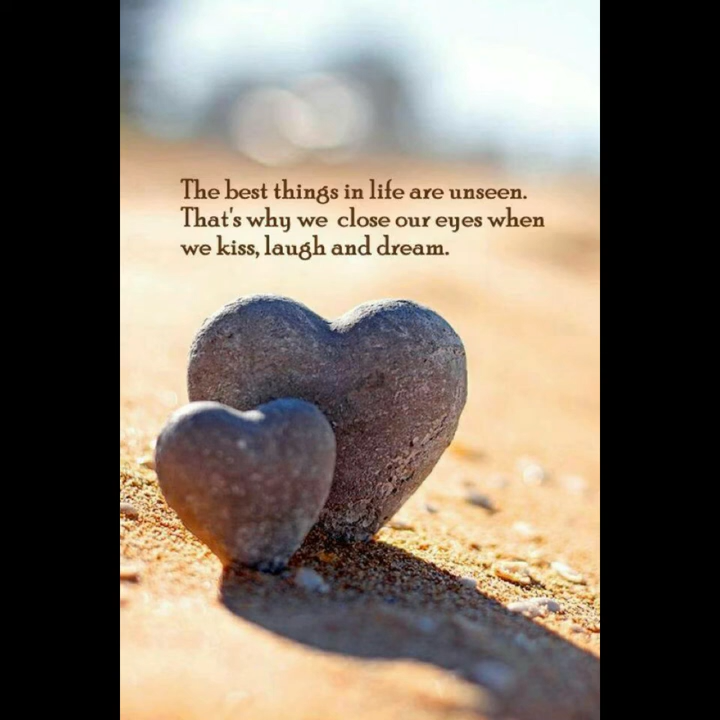 The best things in life are unseen.
That's why we close our eyes when
we kiss, laugh and dream.